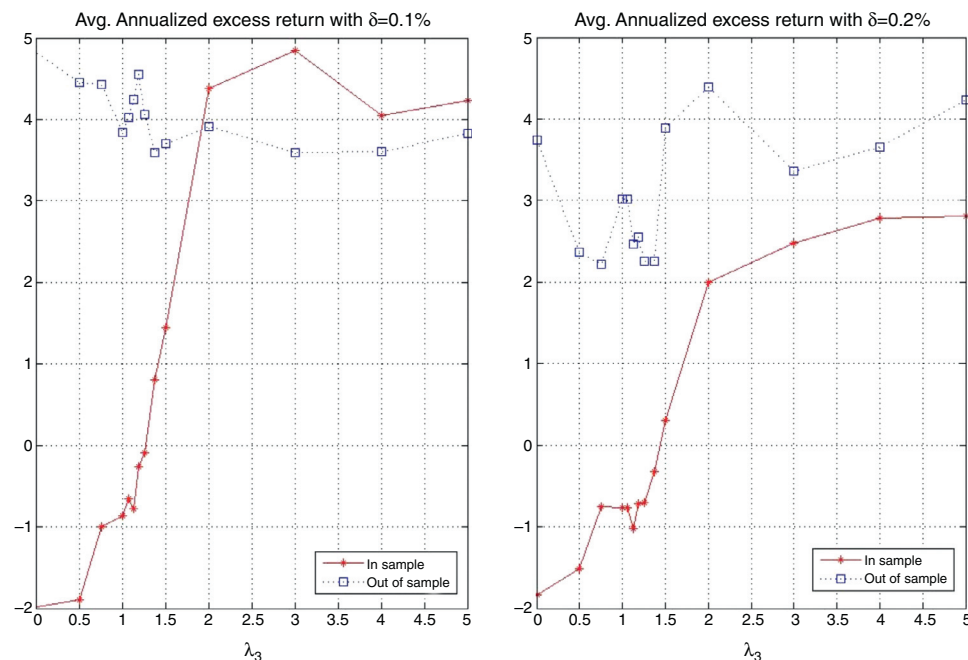 Avg. Annualized excess return with δ=0.1%
5
4
3
2
1
0
−1
−2
0 0.5 1 1.5 2 2.5 3 3.5 4 4.5 5
λ3
In sample
Out of sample
Avg. Annualized excess return with δ=0.2%
5
4
3
2
1
0
−1
−2
0 0.5 1 1.5 2 2.5 3 3.5 4 4.5 5
λ3
In sample
Out of sample